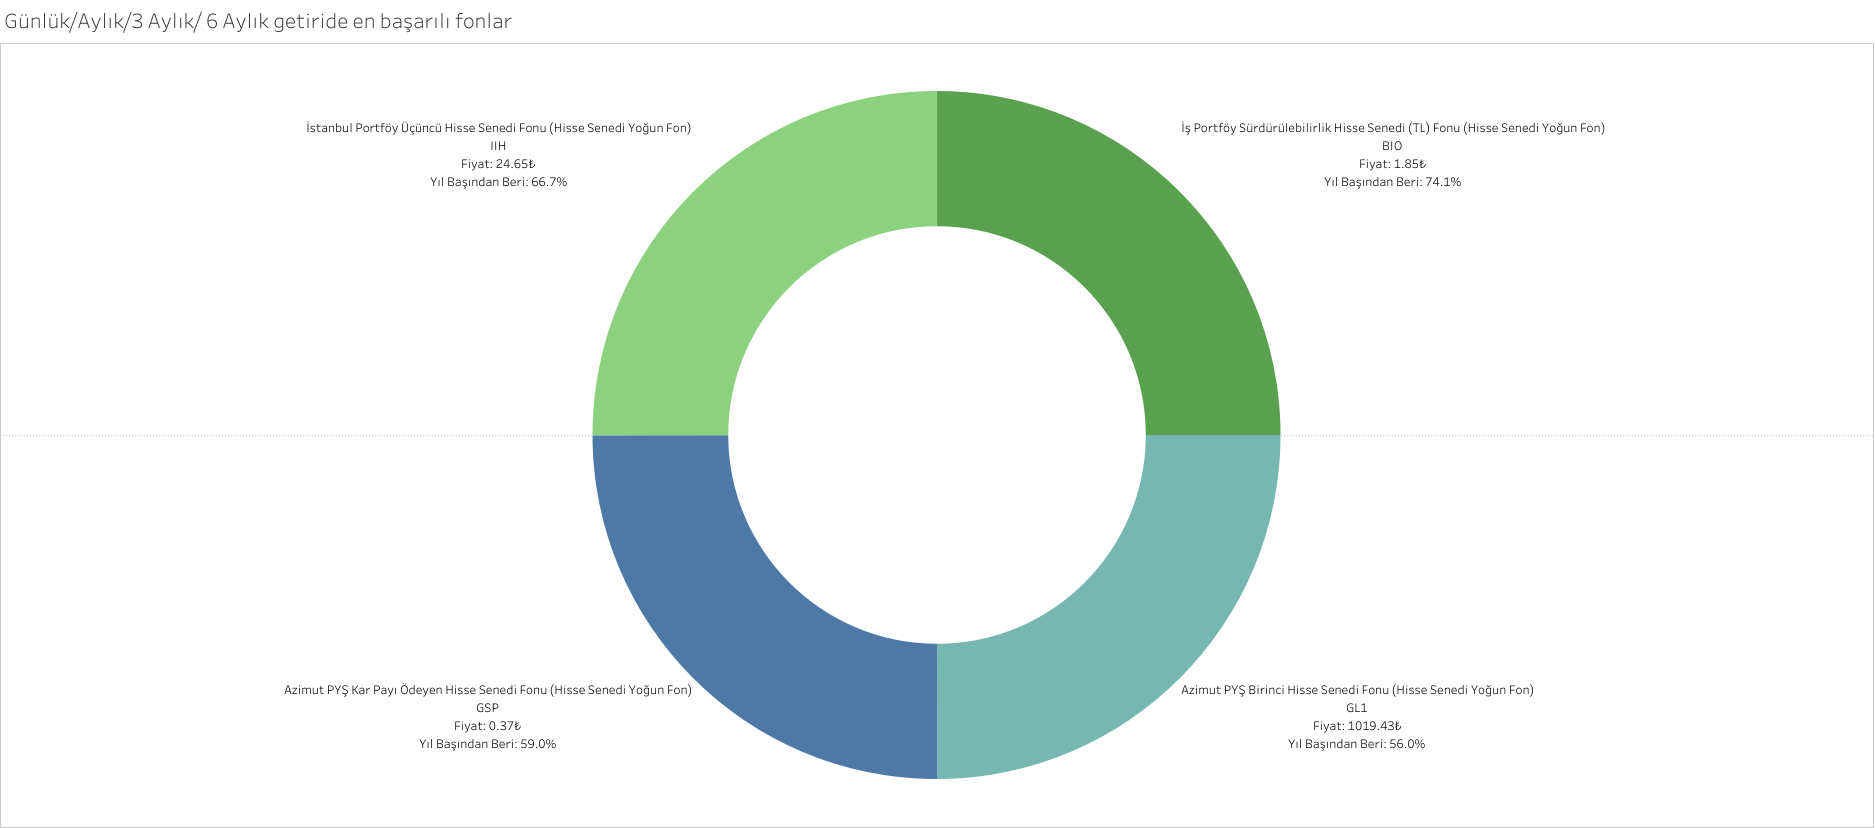 Günlük/Aylık/3 Aylık/ 6 Aylık getiride en başarılı fonlar
İstanbul Portföy Üçüncü Hisse Senedi Fonu (Hisse Senedi Yoğun Fon)
IIH
Fiyat: 24.65₺
Yıl Başından Beri: 66.7%
İş Portföy Sürdürülebilirlik Hisse Senedi (TL) Fonu (Hisse Senedi Yoğun Fon)
BIO
Fiyat: 1.85₺
Yıl Başından Beri: 74.1%
Azimut PYŞ Kar Payı Ödeyen Hisse Senedi Fonu (Hisse Senedi Yoğun Fon)
GSP
Fiyat: 0.37₺
Yıl Başından Beri: 59.0%
Azimut PYŞ Birinci Hisse Senedi Fonu (Hisse Senedi Yoğun Fon)
GL1
Fiyat: 1019.43₺
Yıl Başından Beri: 56.0%